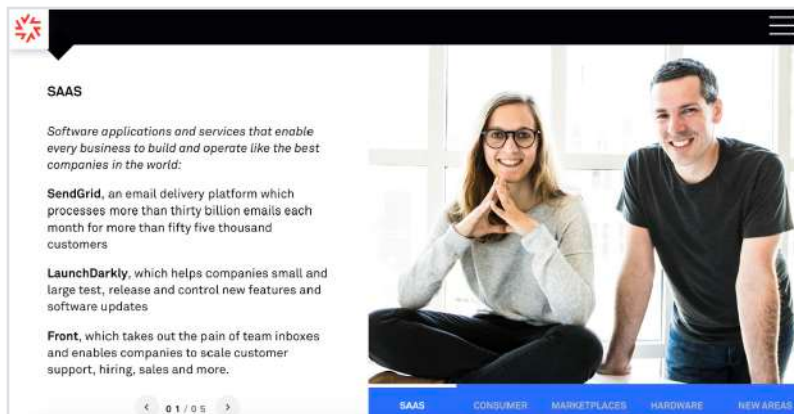 SAAS
Software applications and services that enable
every business to build and operate like the best
companies in the world:
SendGrid, an email delivery platform which
processes more than thirty billion emails each
month for more than fifty five thousand
customers
LaunchDarkly, which helps companies small and
large test, release and control new features and
software updates
Front, which takes out the pain of team inboxes
and enables companies to scale customer
support, hiring, sales and more.
< 01/05 >
SAAS CONSUMER MARKETPLACES HARDWARE NEW AREAS